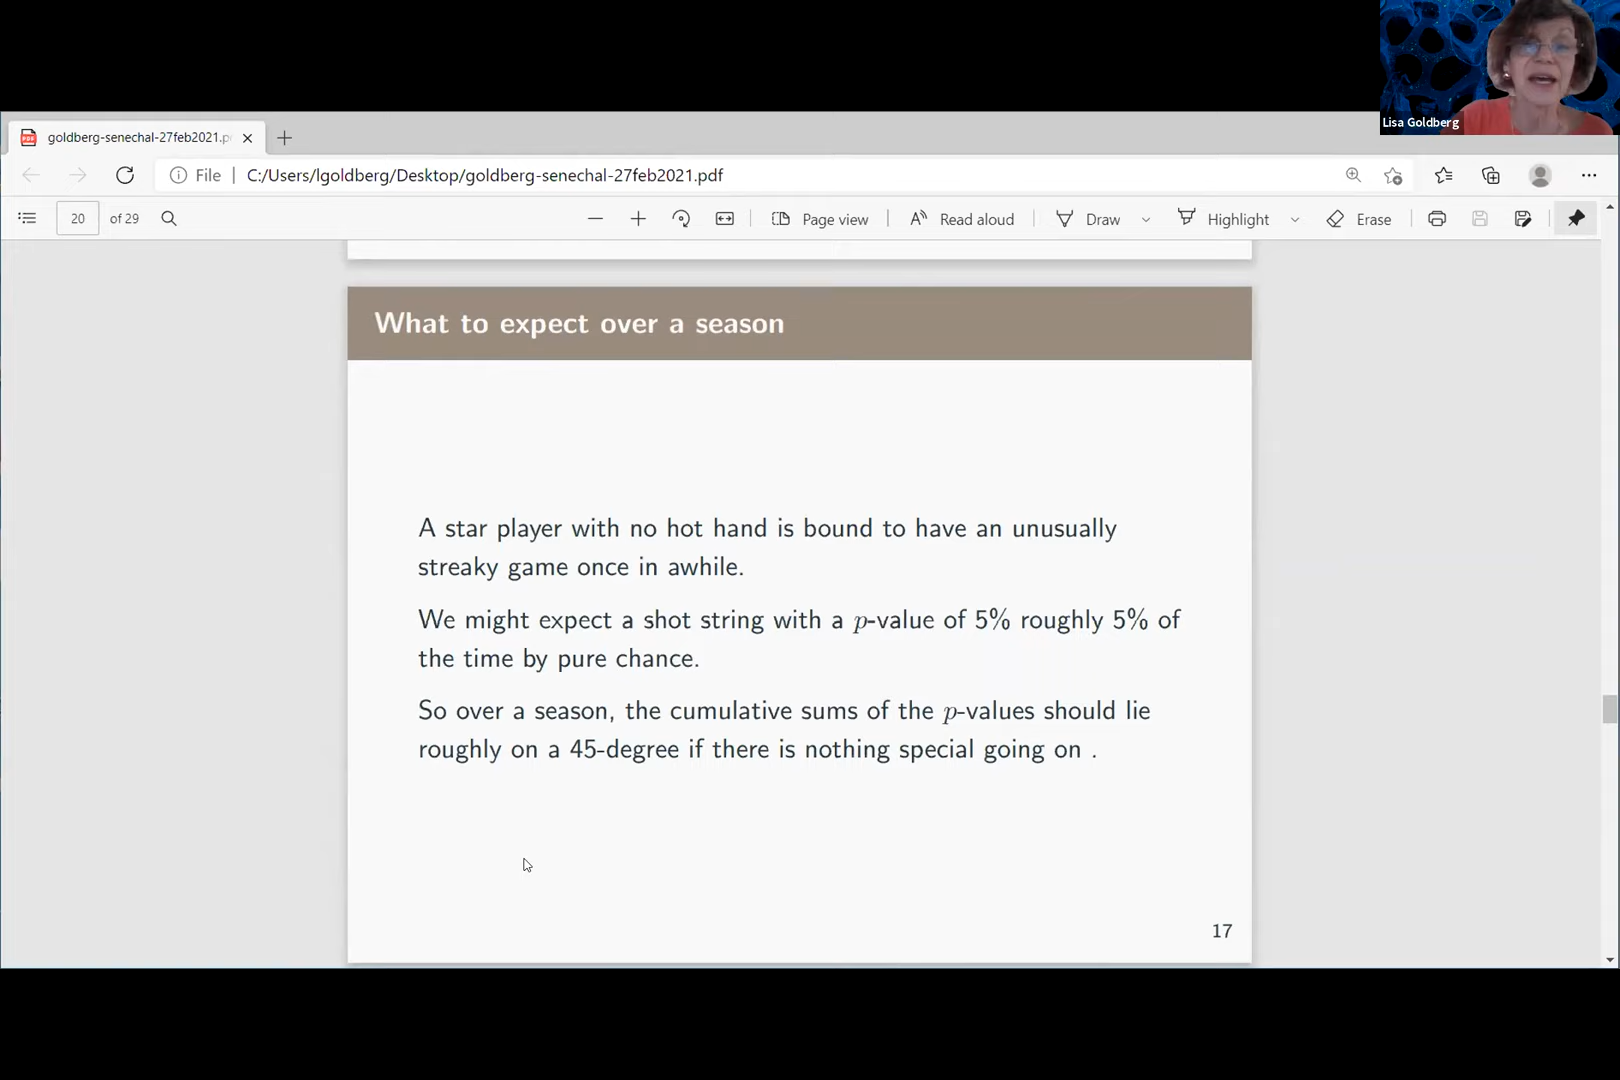 Lisa Goldberg
goldberg-senechal-27feb2021.p
File
C:/Users/lgoldberg/Desktop/goldberg-senechal-27feb2021.pdf
20 of 29
Page view
Read aloud
Draw
Highlight
Erase
What to expect over a season
A star player with no hot hand is bound to have an unusually
streaky game once in awhile.
We might expect a shot string with a p-value of 5% roughly 5% of
the time by pure chance.
So over a season, the cumulative sums of the p-values should lie
roughly on a 45-degree if there is nothing special going on .
17